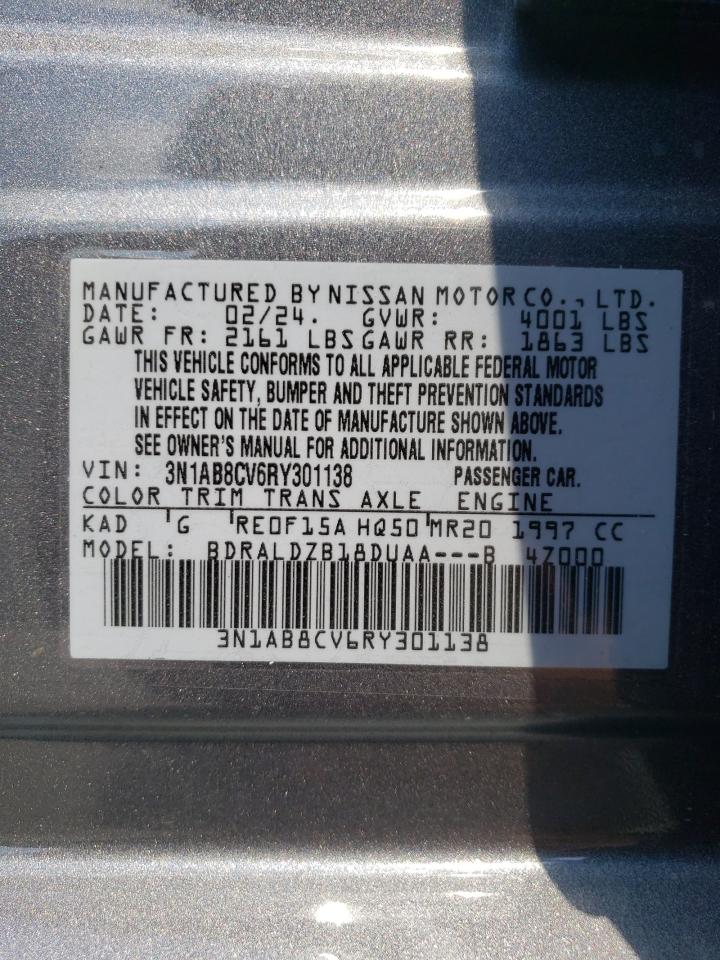 MANUFACTURED BY NISSAN MOTOR CO., LTD.
DATE: 02/24. GVWR: 4001 LBS
GAWR FR: 2161 LBS GAWR RR: 1863 LBS
THIS VEHICLE CONFORMS TO ALL APPLICABLE FEDERAL MOTOR
VEHICLE SAFETY, BUMPER AND THEFT PREVENTION STANDARDS
IN EFFECT ON THE DATE OF MANUFACTURE SHOWN ABOVE.
SEE OWNER'S MANUAL FOR ADDITIONAL INFORMATION.
VIN: 3N1AB8CV6RY301138 PASSENGER CAR.
COLOR TRIM TRANS AXLE ENGINE
KAD G RE0F15A HQ50 MR20 1997 CC
MODEL: BDRALDZB18DUAA---B 4Z000
3N1AB8CV6RY301138